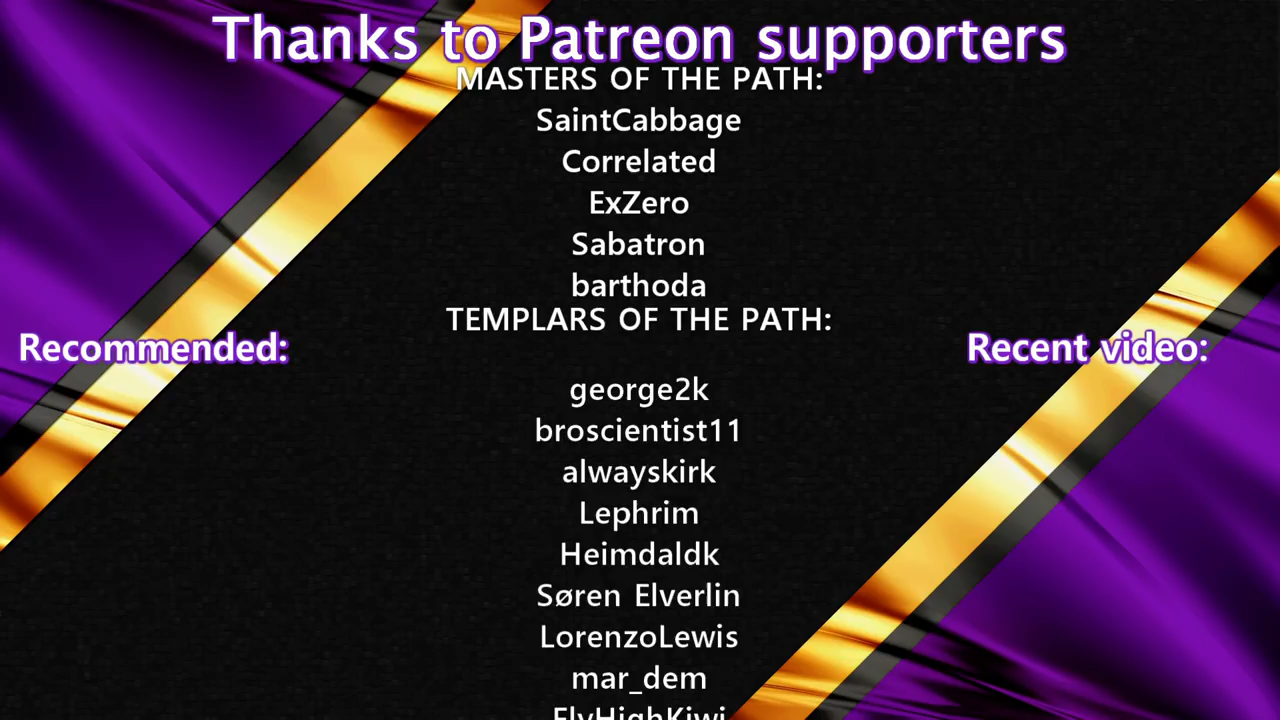 Thanks to Patreon supporters
MASTERS OF THE PATH:
SaintCabbage
Correlated
ExZero
Sabatron
barthoda
TEMPLARS OF THE PATH:
Recommended:
Recent video:
george2k
broscientist11
alwayskirk
Lephrim
Heimdaldk
Søren Elverlin
LorenzoLewis
mar_dem
FlyHighKiwi